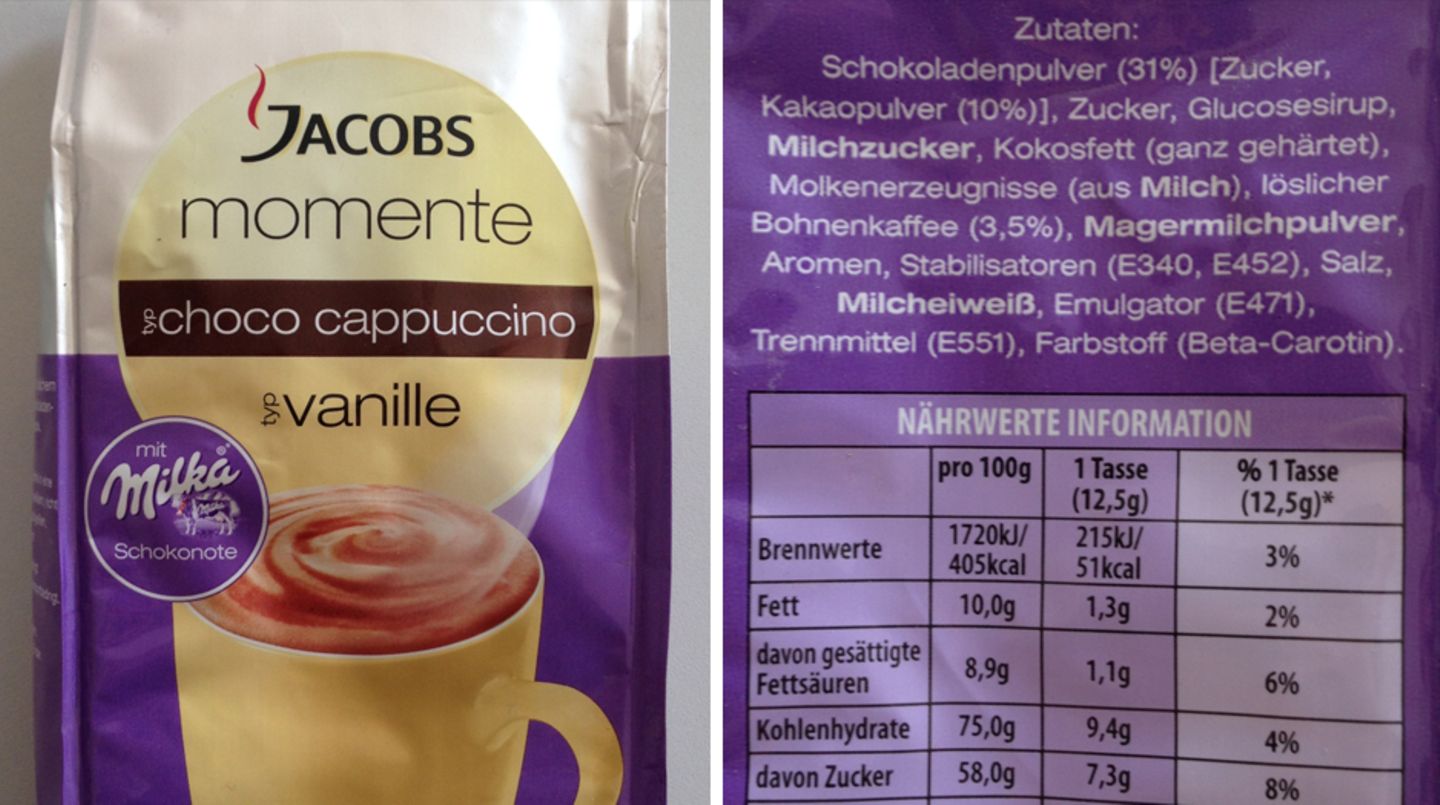 JACOBS
momente
typ choco cappuccino
typ vanille
mit
Milka
Schokonote
Zutaten:
Schokoladenpulver (31%) [Zucker,
Kakaopulver (10%)], Zucker, Glucosesirup,
Milchzucker, Kokosfett (ganz gehärtet),
Molkenerzeugnisse (aus Milch), löslicher
Bohnenkaffee (3,5%), Magermilchpulver,
Aromen, Stabilisatoren (E340, E452), Salz,
Milcheiweiß, Emulgator (E471),
Trennmittel (E551), Farbstoff (Beta-Carotin).
NÄHRWERTE INFORMATION
pro 100g 1 Tasse % 1 Tasse
(12,5g) (12,5g)*
Brennwerte 1720kJ/ 215kJ/ 3%
405kcal 51kcal
Fett 10,0g 1,3g 2%
davon gesättigte 8,9g 1,1g 6%
Fettsäuren
Kohlenhydrate 75,0g 9,4g 4%
davon Zucker 58,0g 7,3g 8%